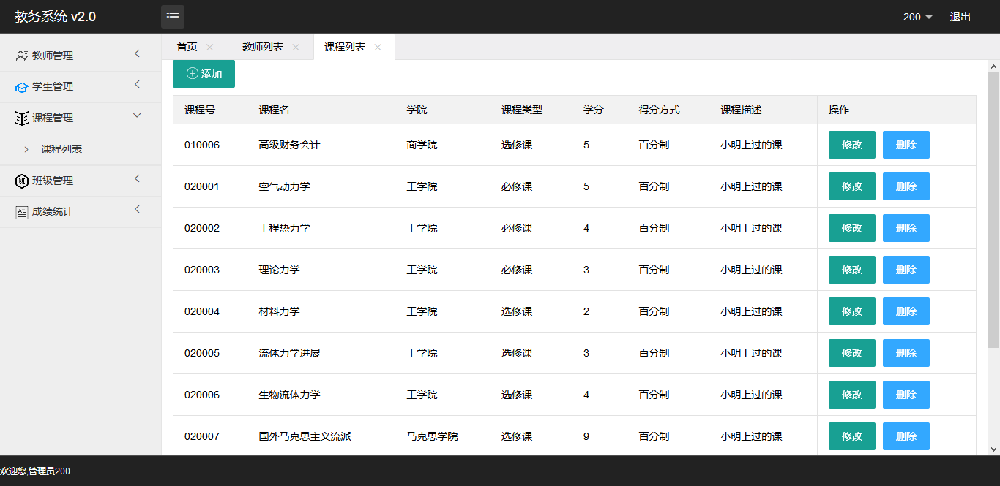 教务系统 v2.0
200 退出
教师管理
学生管理
课程管理
课程列表
班级管理
成绩统计
首页 教师列表 课程列表
添加
课程号 课程名 学院 课程类型 学分 得分方式 课程描述 操作
010006 高级财务会计 商学院 选修课 5 百分制 小明上过的课 修改 删除
020001 空气动力学 工学院 必修课 5 百分制 小明上过的课 修改 删除
020002 工程热力学 工学院 必修课 4 百分制 小明上过的课 修改 删除
020003 理论力学 工学院 必修课 3 百分制 小明上过的课 修改 删除
020004 材料力学 工学院 选修课 2 百分制 小明上过的课 修改 删除
020005 流体力学进展 工学院 选修课 3 百分制 小明上过的课 修改 删除
020006 生物流体力学 工学院 选修课 4 百分制 小明上过的课 修改 删除
020007 国外马克思主义流派 马克思学院 选修课 9 百分制 小明上过的课 修改 删除
欢迎您,管理员200